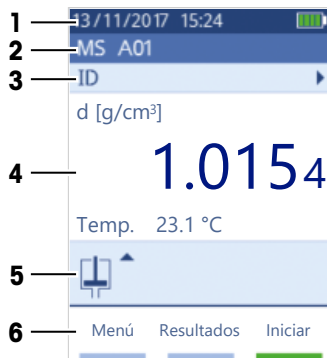 1 13/11/2017 15:24
2 MS A01
3 ID
d [g/cm³]
4 1.0154
Temp. 23.1 °C
5
6 Menú Resultados Iniciar